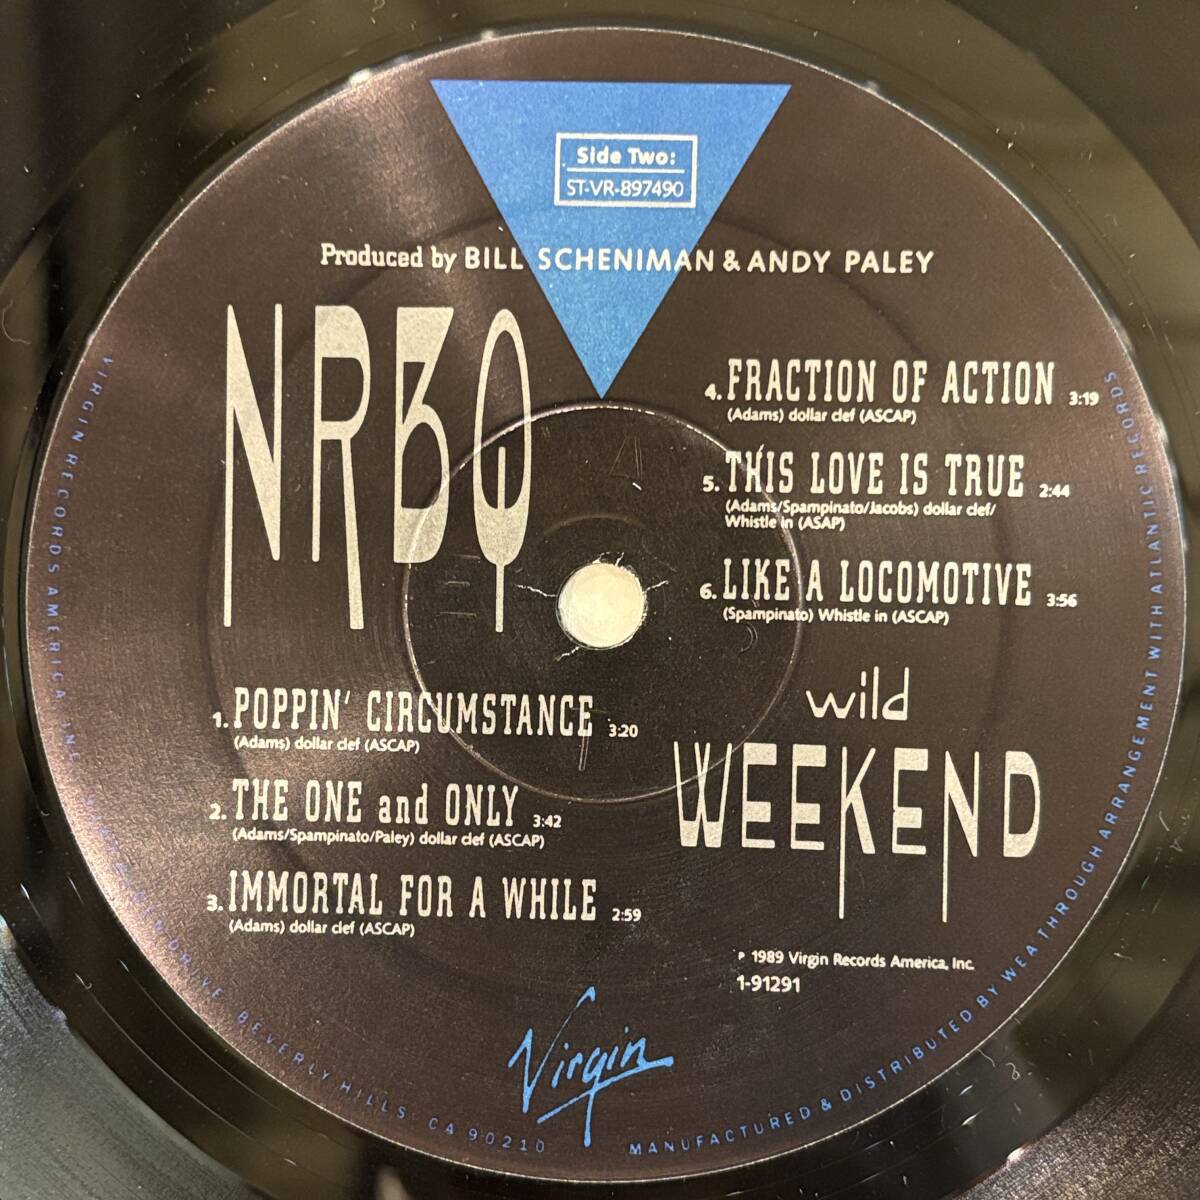 Side Two:
ST-VR-897490
Produced by BILL SCHENIMAN & ANDY PALEY
NRBQ
1. POPPIN' CIRCUMSTANCE 3:20
(Adams) dollar clef (ASCAP)
2. THE ONE and ONLY 3:42
(Adams/Spampinato/Paley) dollar clef (ASCAP)
3. IMMORTAL FOR A WHILE 2:59
(Adams) dollar clef (ASCAP)
4. FRACTION OF ACTION 3:19
(Adams) dollar clef (ASCAP)
5. THIS LOVE IS TRUE 2:44
(Adams/Spampinato/Jacobs) dollar clef/
Whistle in (ASAP)
6. LIKE A LOCOMOTIVE 3:56
(Spampinato) Whistle in (ASCAP)
wild
WEEKEND
℗ 1989 Virgin Records America, Inc.
1-91291
Virgin
VIRGIN RECORDS AMERICA, INC. DRIVE, BEVERLY HILLS, CA 90210
MANUFACTURED & DISTRIBUTED BY WEA THROUGH ARRANGEMENT WITH ATLANTIC RECORDS